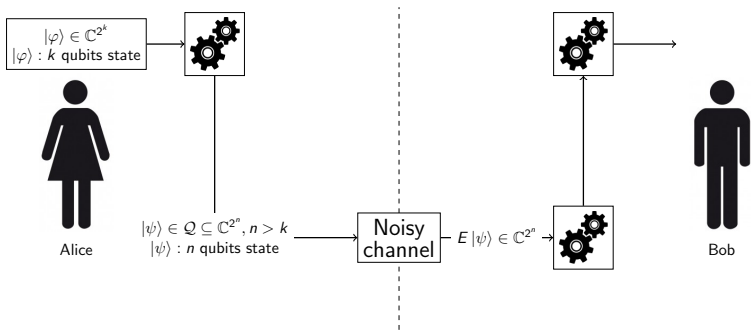 |φ⟩ ∈ ℂ^{2^k}
|φ⟩ : k qubits state
Alice
|ψ⟩ ∈ 𝒬 ⊆ ℂ^{2^n}, n > k
|ψ⟩ : n qubits state
Noisy
channel
E |ψ⟩ ∈ ℂ^{2^n}
Bob